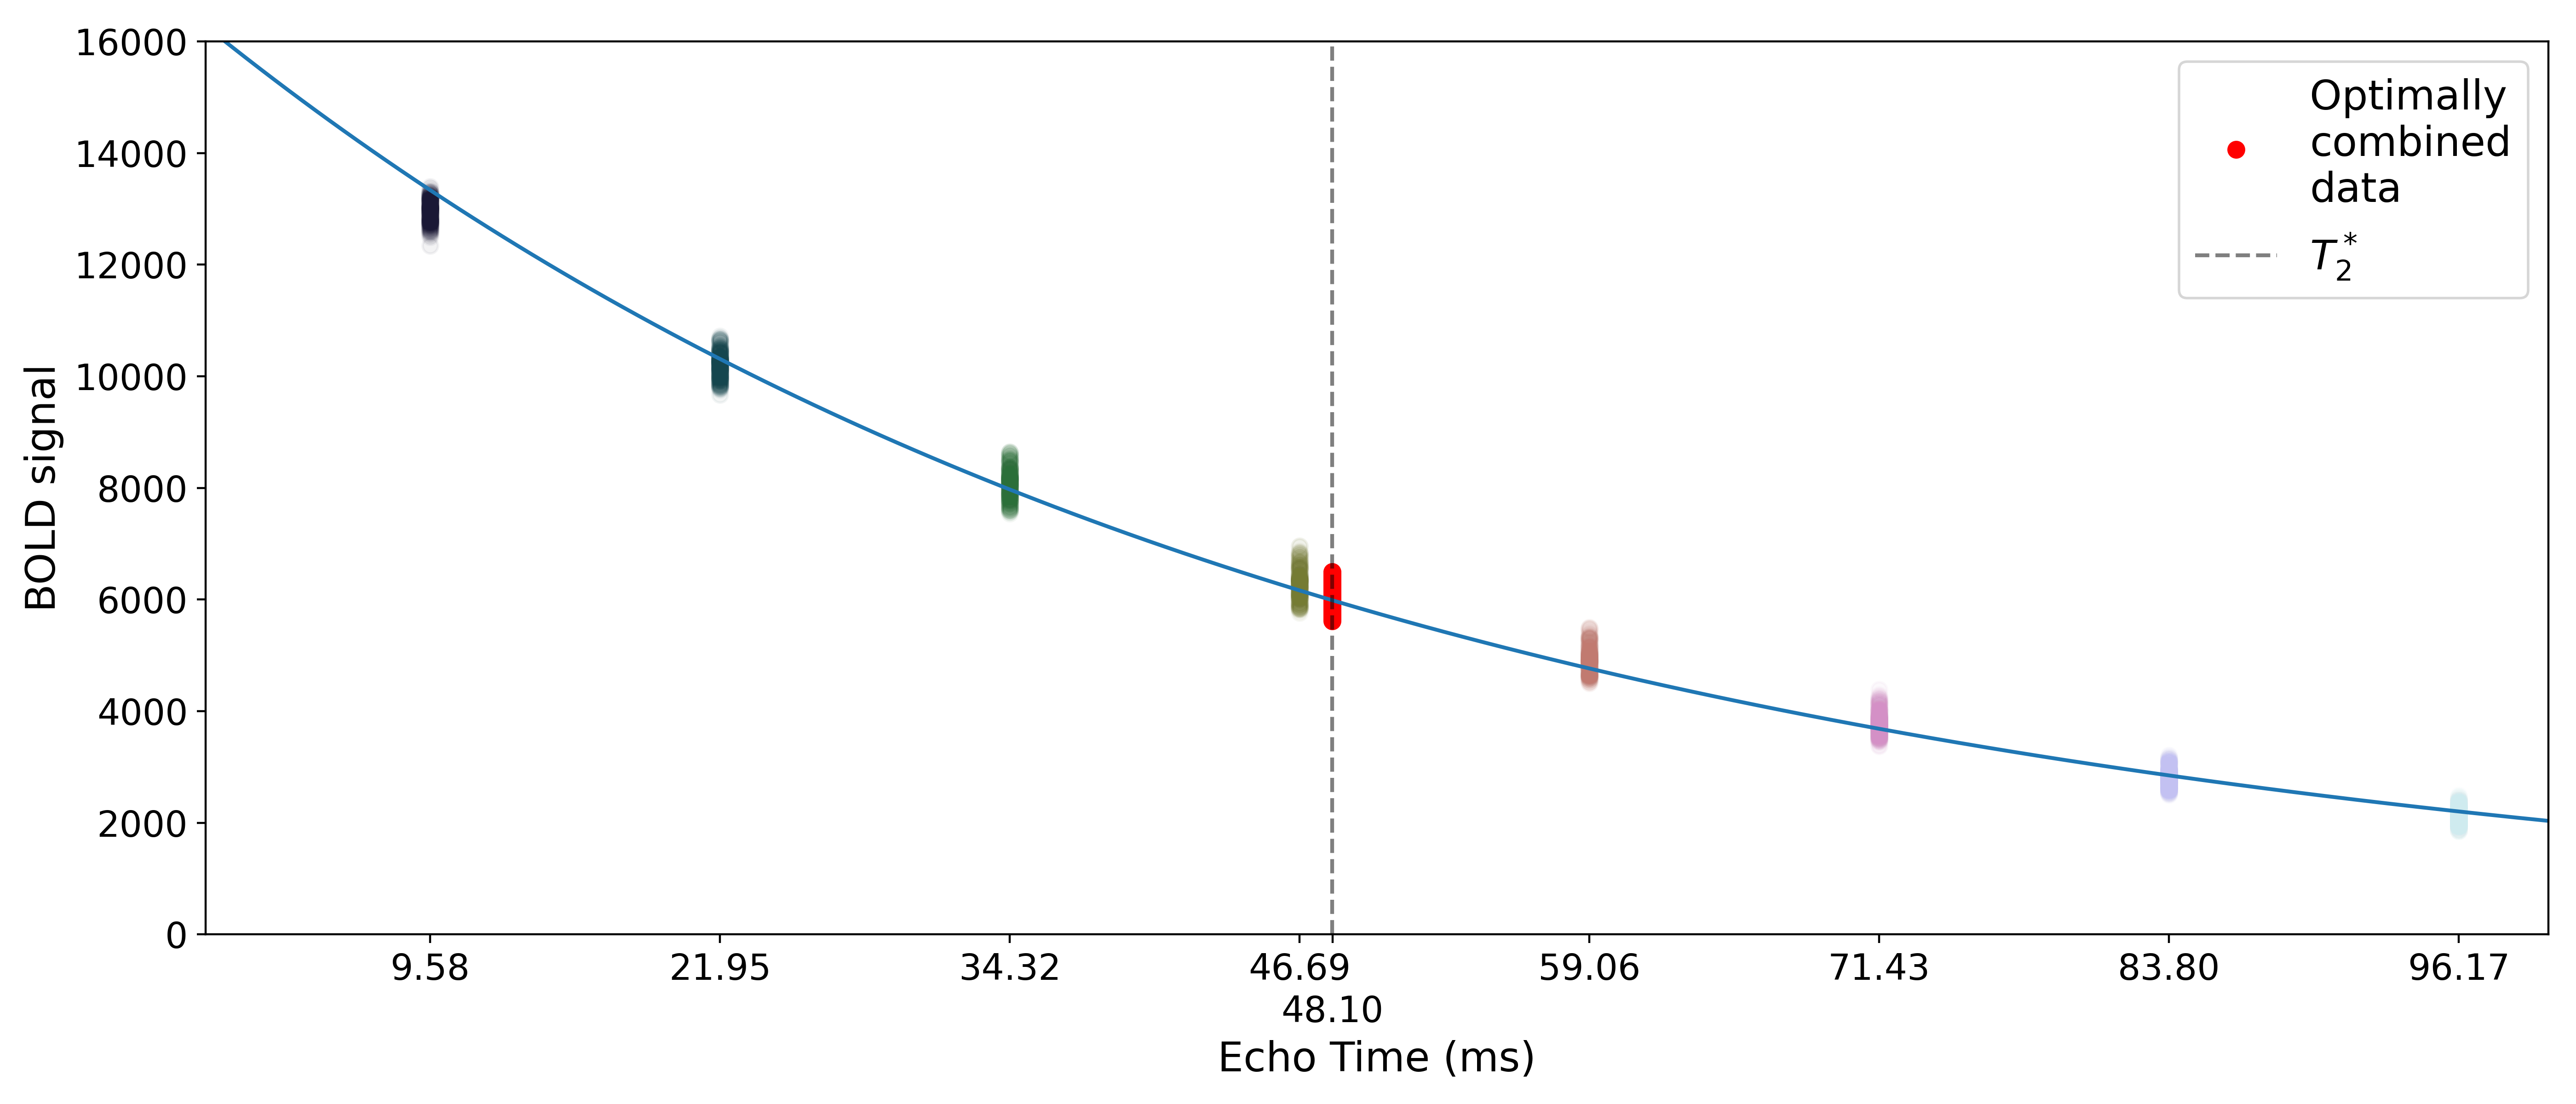 16000
14000
12000
10000
8000
6000
4000
2000
0
BOLD signal
9.58 21.95 34.32 46.69 59.06 71.43 83.80 96.17
48.10
Echo Time (ms)
Optimally
combined
data
T₂*